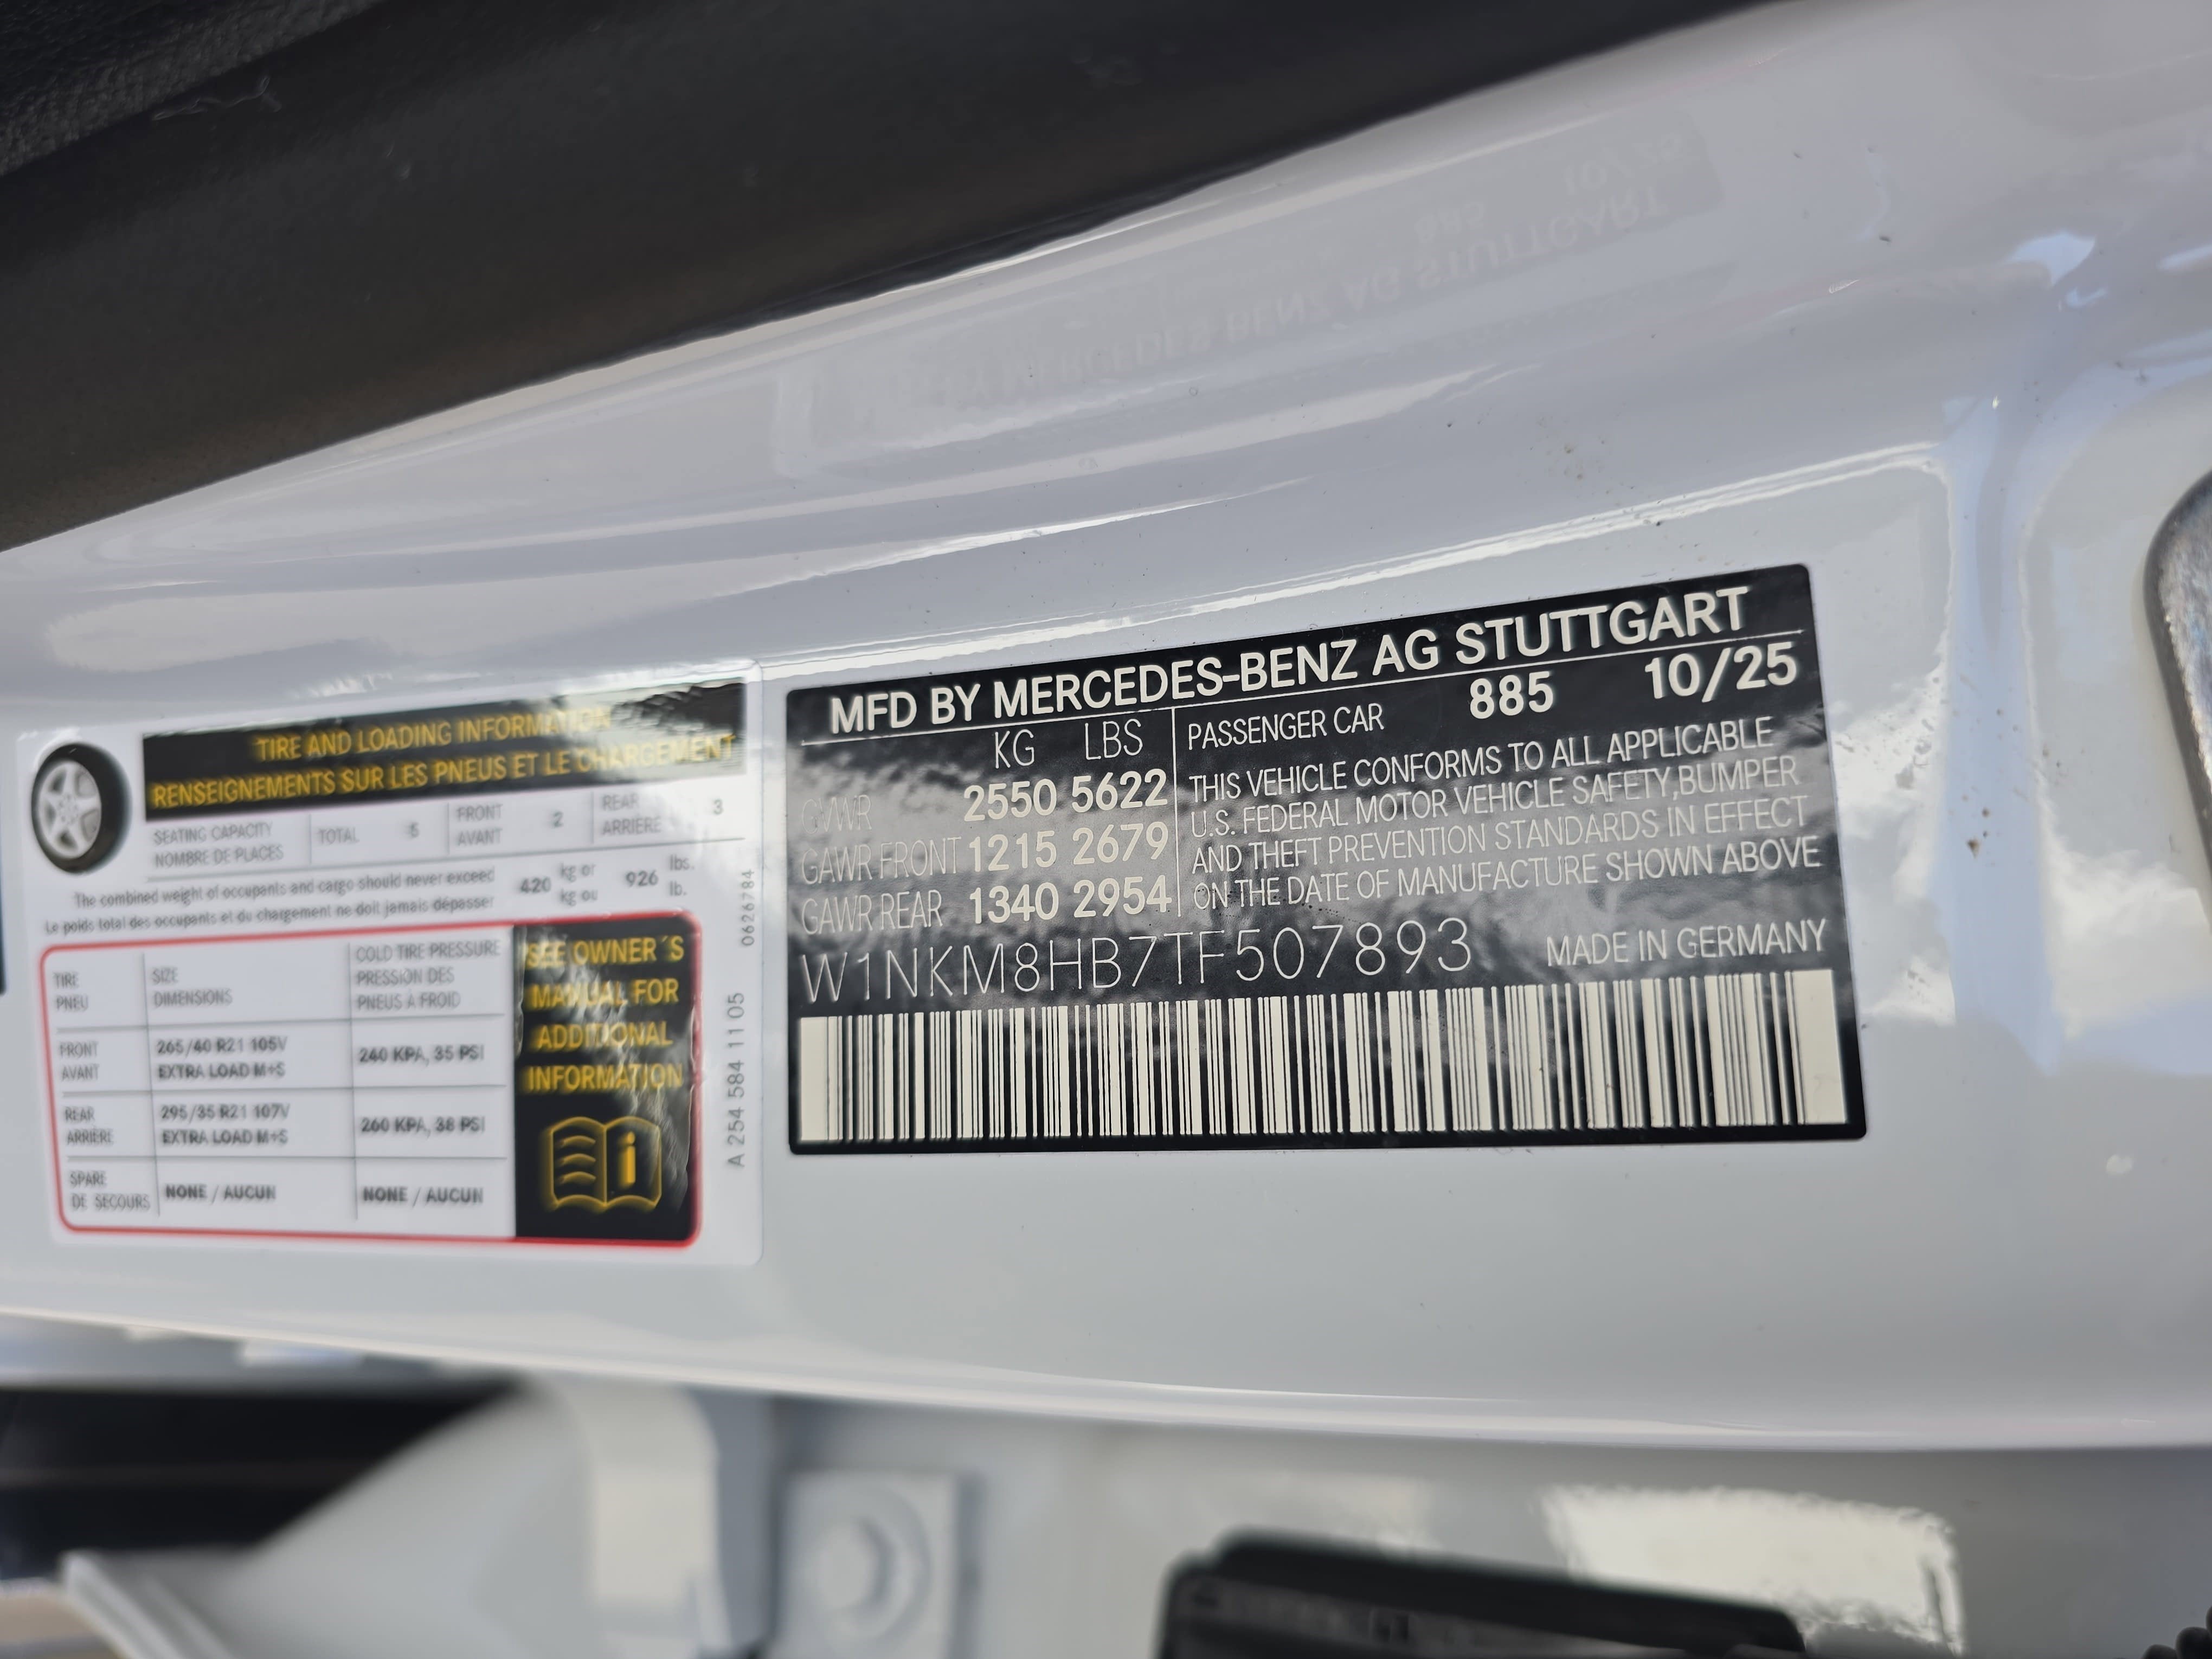 TIRE AND LOADING INFORMATION
RENSEIGNEMENTS SUR LES PNEUS ET LE CHARGEMENT
SEATING CAPACITY
NOMBRE DE PLACES
TOTAL 5
FRONT
AVANT
2
REAR
ARRIÈRE
3
The combined weight of occupants and cargo should never exceed
Le poids total des occupants et du chargement ne doit jamais dépasser
420
kg or
kg ou
926
lbs.
lb.
TIRE
PNEU
SIZE
DIMENSIONS
COLD TIRE PRESSURE
PRESSION DES
PNEUS À FROID
FRONT
AVANT
265/40 R21 105V
EXTRA LOAD M+S
240 KPA, 35 PSI
REAR
ARRIÈRE
295/35 R21 107V
EXTRA LOAD M+S
260 KPA, 38 PSI
SPARE
DE SECOURS
NONE / AUCUN
NONE / AUCUN
SEE OWNER´S
MANUAL FOR
ADDITIONAL
INFORMATION
i
A 254 584 11 05
0626784
MFD BY MERCEDES-BENZ AG STUTTGART
KG LBS
GVWR 2550 5622
GAWR FRONT 1215 2679
GAWR REAR 1340 2954
PASSENGER CAR 885 10/25
THIS VEHICLE CONFORMS TO ALL APPLICABLE
U.S. FEDERAL MOTOR VEHICLE SAFETY,BUMPER
AND THEFT PREVENTION STANDARDS IN EFFECT
ON THE DATE OF MANUFACTURE SHOWN ABOVE
W1NKM8HB7TF507893 MADE IN GERMANY